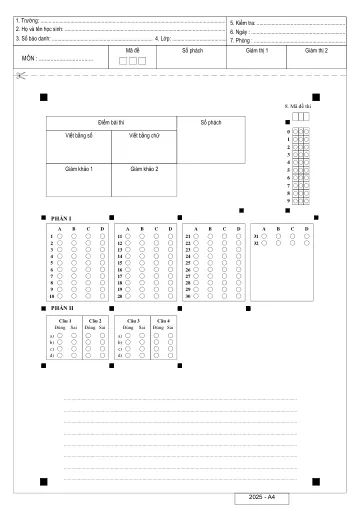 1. Trường:
5. Kiểm tra:
2. Họ và tên học sinh:
6. Ngày :
3. Số báo danh: 4. Lớp:
7. Phòng :
MÔN :
Mã đề
Số phách
Giám thị 1
Giám thị 2
8. Mã đề thi
Điểm bài thi
Số phách
Viết bằng số
Viết bằng chữ
Giám khảo 1
Giám khảo 2
0
1
2
3
4
5
6
7
8
9
PHẦN I
A B C D A B C D A B C D A B C D
1 11 21 31
2 12 22 32
3 13 23
4 14 24
5 15 25
6 16 26
7 17 27
8 18 28
9 19 29
10 20 30
PHẦN II
Câu 1 Câu 2 Câu 3 Câu 4
Đúng Sai Đúng Sai Đúng Sai Đúng Sai
a) a)
b) b)
c) c)
d) d)
2025 - A4